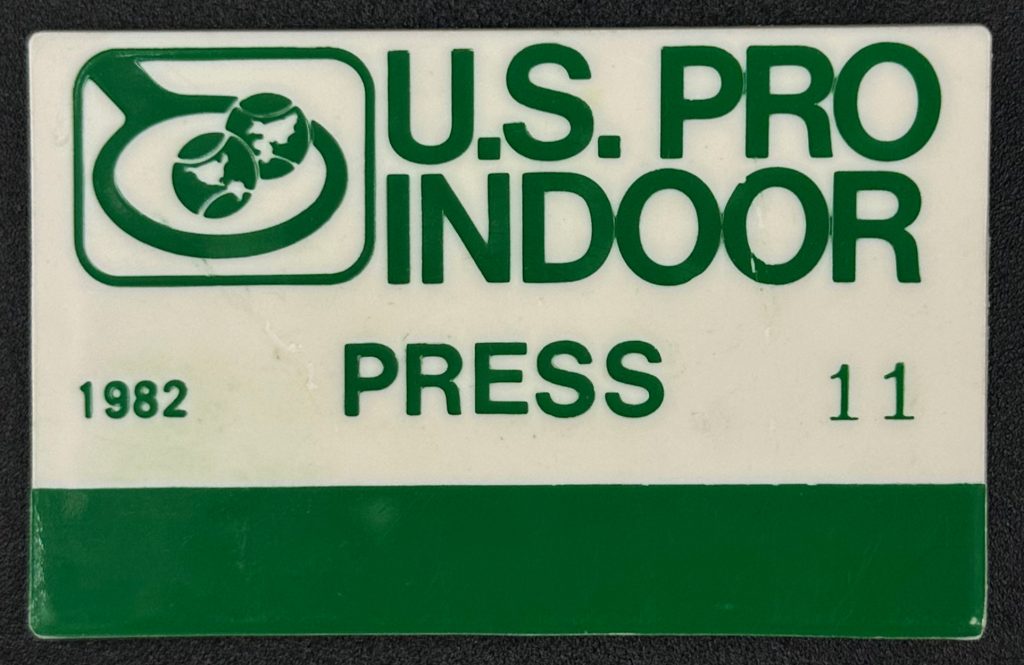 U.S. PRO
INDOOR
PRESS
1982 11